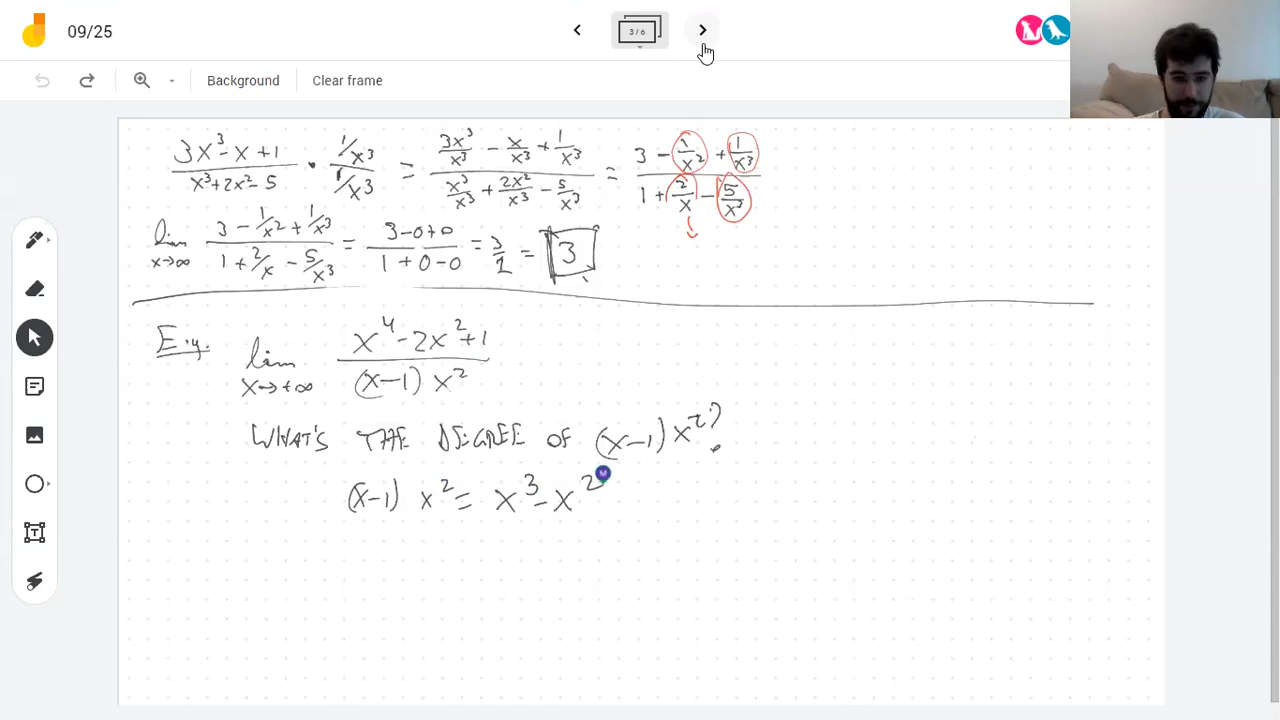 09/25
3 / 6
Background
Clear frame
(3x³ - x + 1)/(x³ + 2x² - 5) · (1/x³)/(1/x³) = (3x³/x³ - x/x³ + 1/x³)/(x³/x³ + 2x²/x³ - 5/x³) = (3 - 1/x² + 1/x³)/(1 + 2/x - 5/x³)
lim x→∞ (3 - 1/x² + 1/x³)/(1 + 2/x - 5/x³) = (3 - 0 + 0)/(1 + 0 - 0) = 3/1 = 3
E.g. lim x→+∞ (x⁴ - 2x² + 1)/((x-1) x²)
WHAT'S THE DEGREE OF (x-1) x²?
(x-1) x² = x³ - x²
M